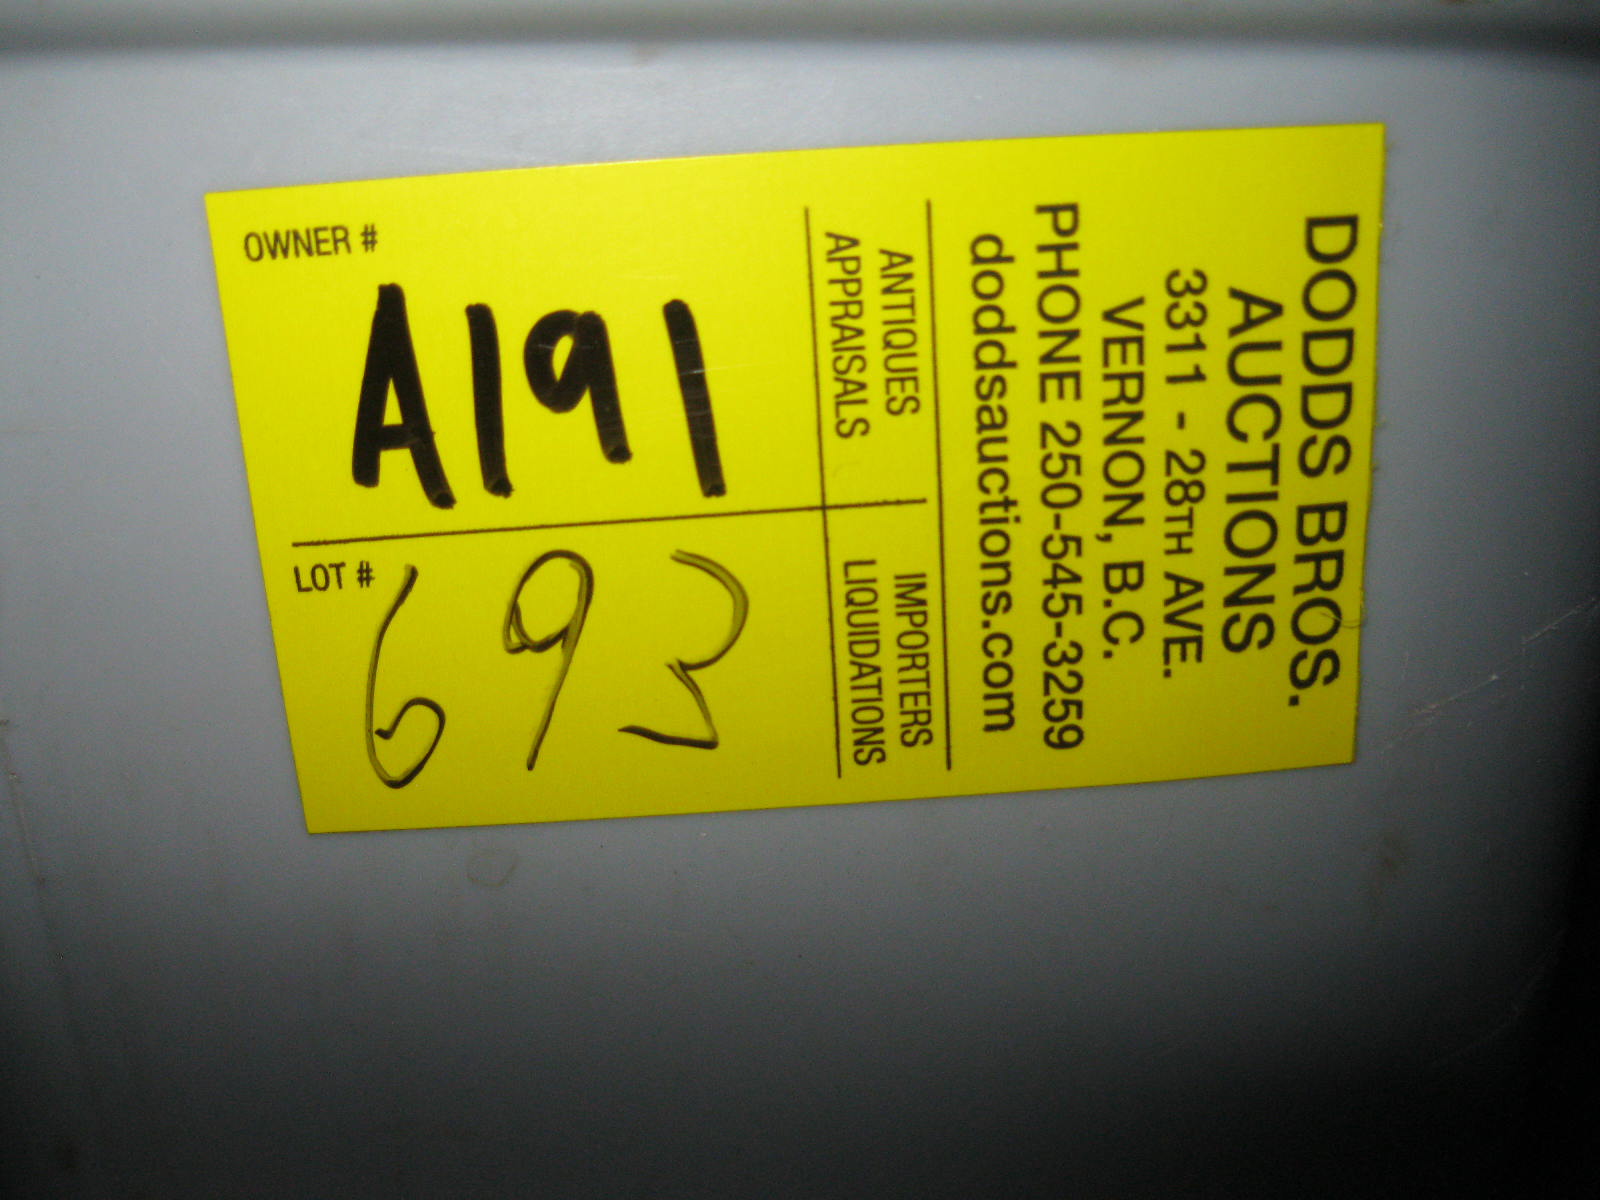 DODDS BROS.
AUCTIONS
3311 - 28TH AVE.
VERNON, B.C.
PHONE 250-545-3259
doddsauctions.com
ANTIQUES
APPRAISALS
IMPORTERS
LIQUIDATIONS
OWNER #
A191
LOT #
693